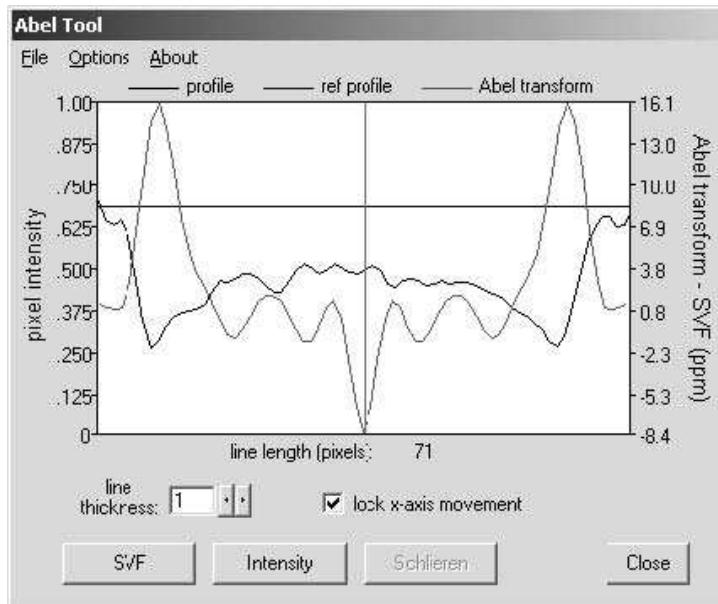 Abel Tool
File Options About
profile ref profile Abel transform
1.00
.875
.750
.625
.500
.375
.250
.125
0
pixel intensity
16.1
13.0
10.0
6.9
3.8
0.8
-2.3
-5.3
-8.4
Abel transform - SVF (ppm)
line length (pixels): 71
line thickness: 1
lock x-axis movement
SVF Intensity Schlieren Close